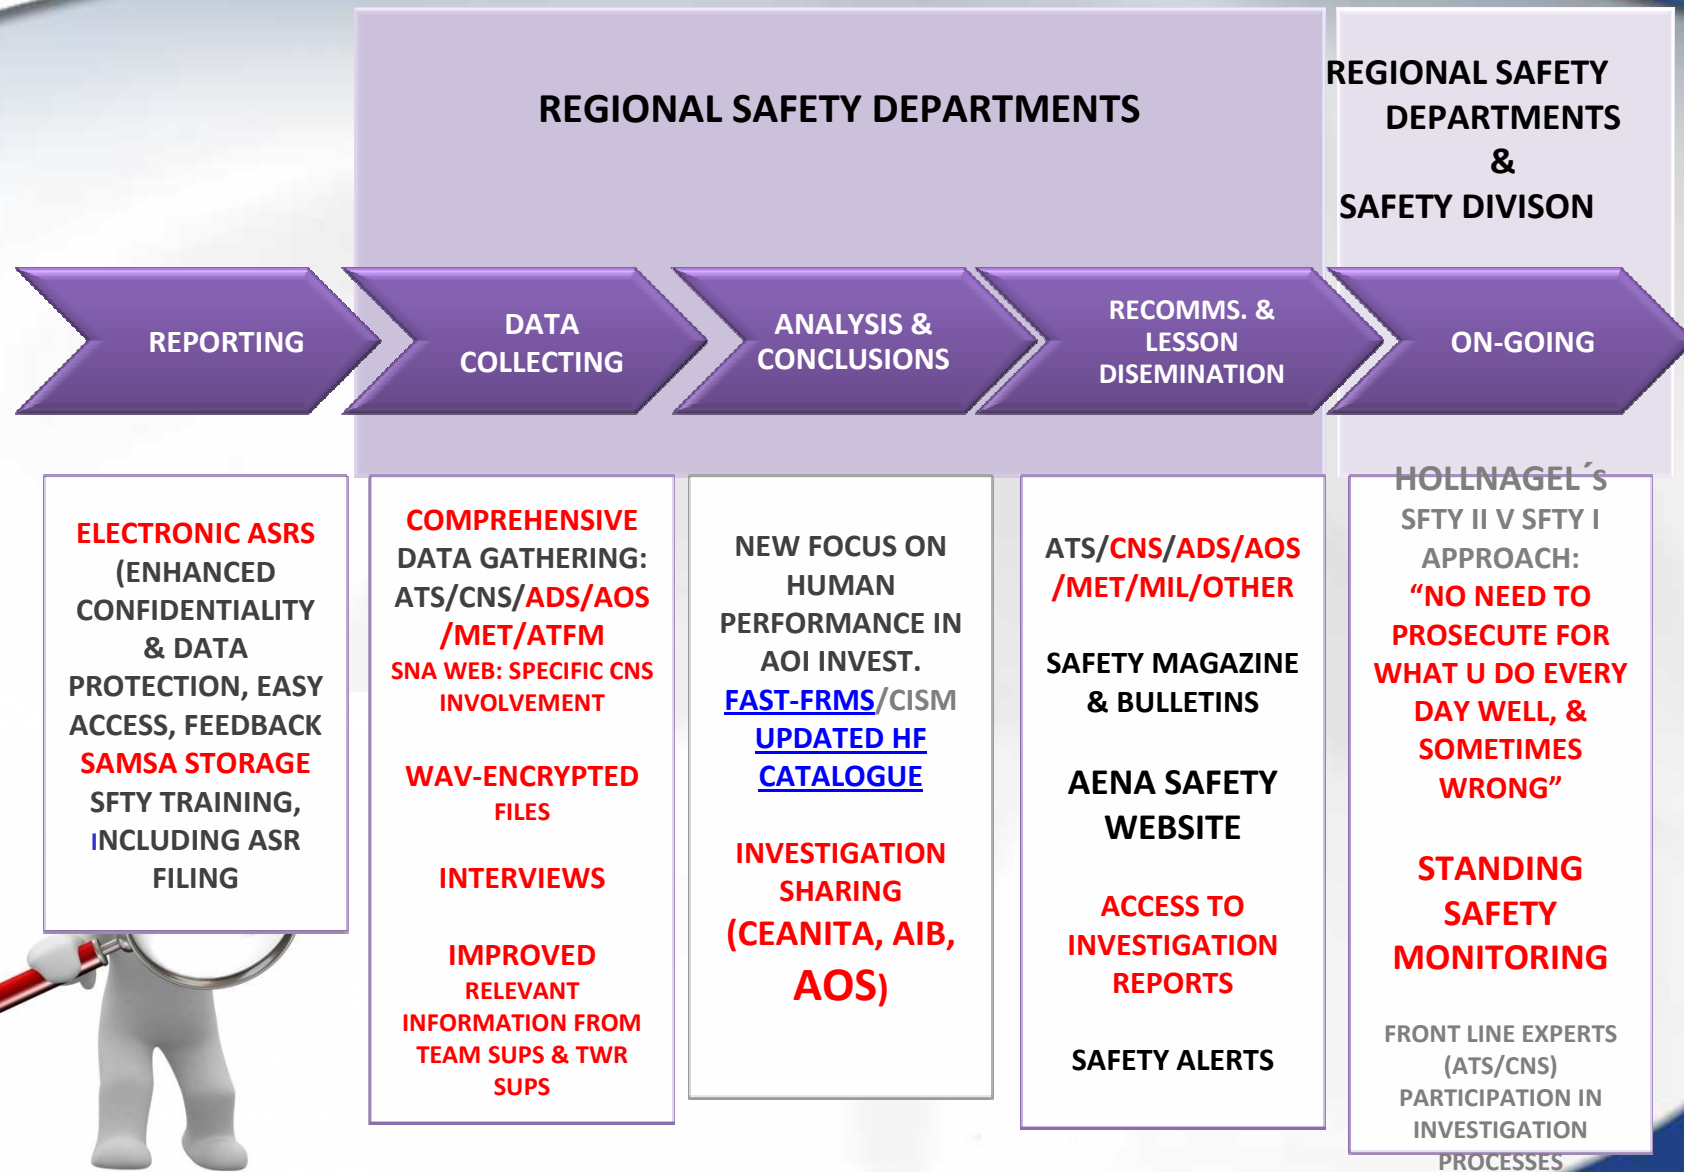 REGIONAL SAFETY DEPARTMENTS
REGIONAL SAFETY
DEPARTMENTS
&
SAFETY DIVISON
REPORTING
DATA
COLLECTING
ANALYSIS &
CONCLUSIONS
RECOMMS. &
LESSON
DISEMINATION
ON-GOING
ELECTRONIC ASRS
(ENHANCED
CONFIDENTIALITY
& DATA
PROTECTION, EASY
ACCESS, FEEDBACK
SAMSA STORAGE
SFTY TRAINING,
INCLUDING ASR
FILING
COMPREHENSIVE
DATA GATHERING:
ATS/CNS/ADS/AOS
/MET/ATFM
SNA WEB: SPECIFIC CNS
INVOLVEMENT
WAV-ENCRYPTED
FILES
INTERVIEWS
IMPROVED
RELEVANT
INFORMATION FROM
TEAM SUPS & TWR
SUPS
NEW FOCUS ON
HUMAN
PERFORMANCE IN
AOI INVEST.
FAST-FRMS/CISM
UPDATED HF
CATALOGUE
INVESTIGATION
SHARING
(CEANITA, AIB,
AOS)
ATS/CNS/ADS/AOS
/MET/MIL/OTHER
SAFETY MAGAZINE
& BULLETINS
AENA SAFETY
WEBSITE
ACCESS TO
INVESTIGATION
REPORTS
SAFETY ALERTS
HOLLNAGEL´s
SFTY II V SFTY I
APPROACH:
“NO NEED TO
PROSECUTE FOR
WHAT U DO EVERY
DAY WELL, &
SOMETIMES
WRONG”
STANDING
SAFETY
MONITORING
FRONT LINE EXPERTS
(ATS/CNS)
PARTICIPATION IN
INVESTIGATION
PROCESSES